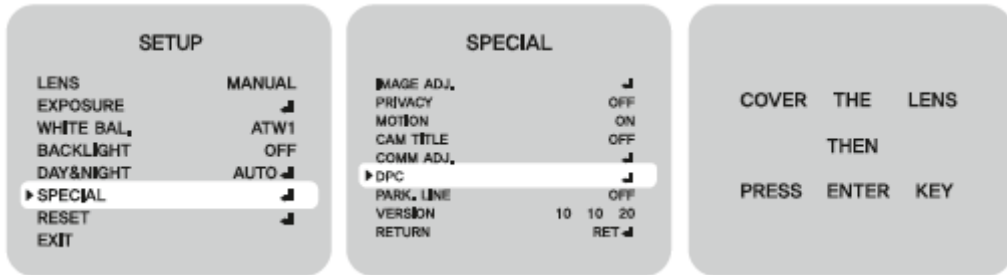 SETUP
LENS MANUAL
EXPOSURE ↲
WHITE BAL. ATW1
BACKLIGHT OFF
DAY&NIGHT AUTO↲
▶SPECIAL ↲
RESET ↲
EXIT
SPECIAL
IMAGE ADJ. ↲
PRIVACY OFF
MOTION ON
CAM TITLE OFF
COMM ADJ. ↲
▶DPC ↲
PARK. LINE OFF
VERSION 10 10 20
RETURN RET↲
COVER THE LENS
THEN
PRESS ENTER KEY